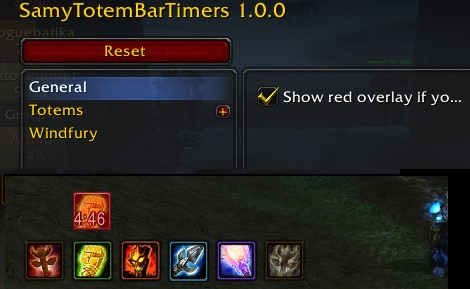 SamyTotemBarTimers 1.0.0
Reset
General
Totems
Windfury
Show red overlay if yo...
4:46